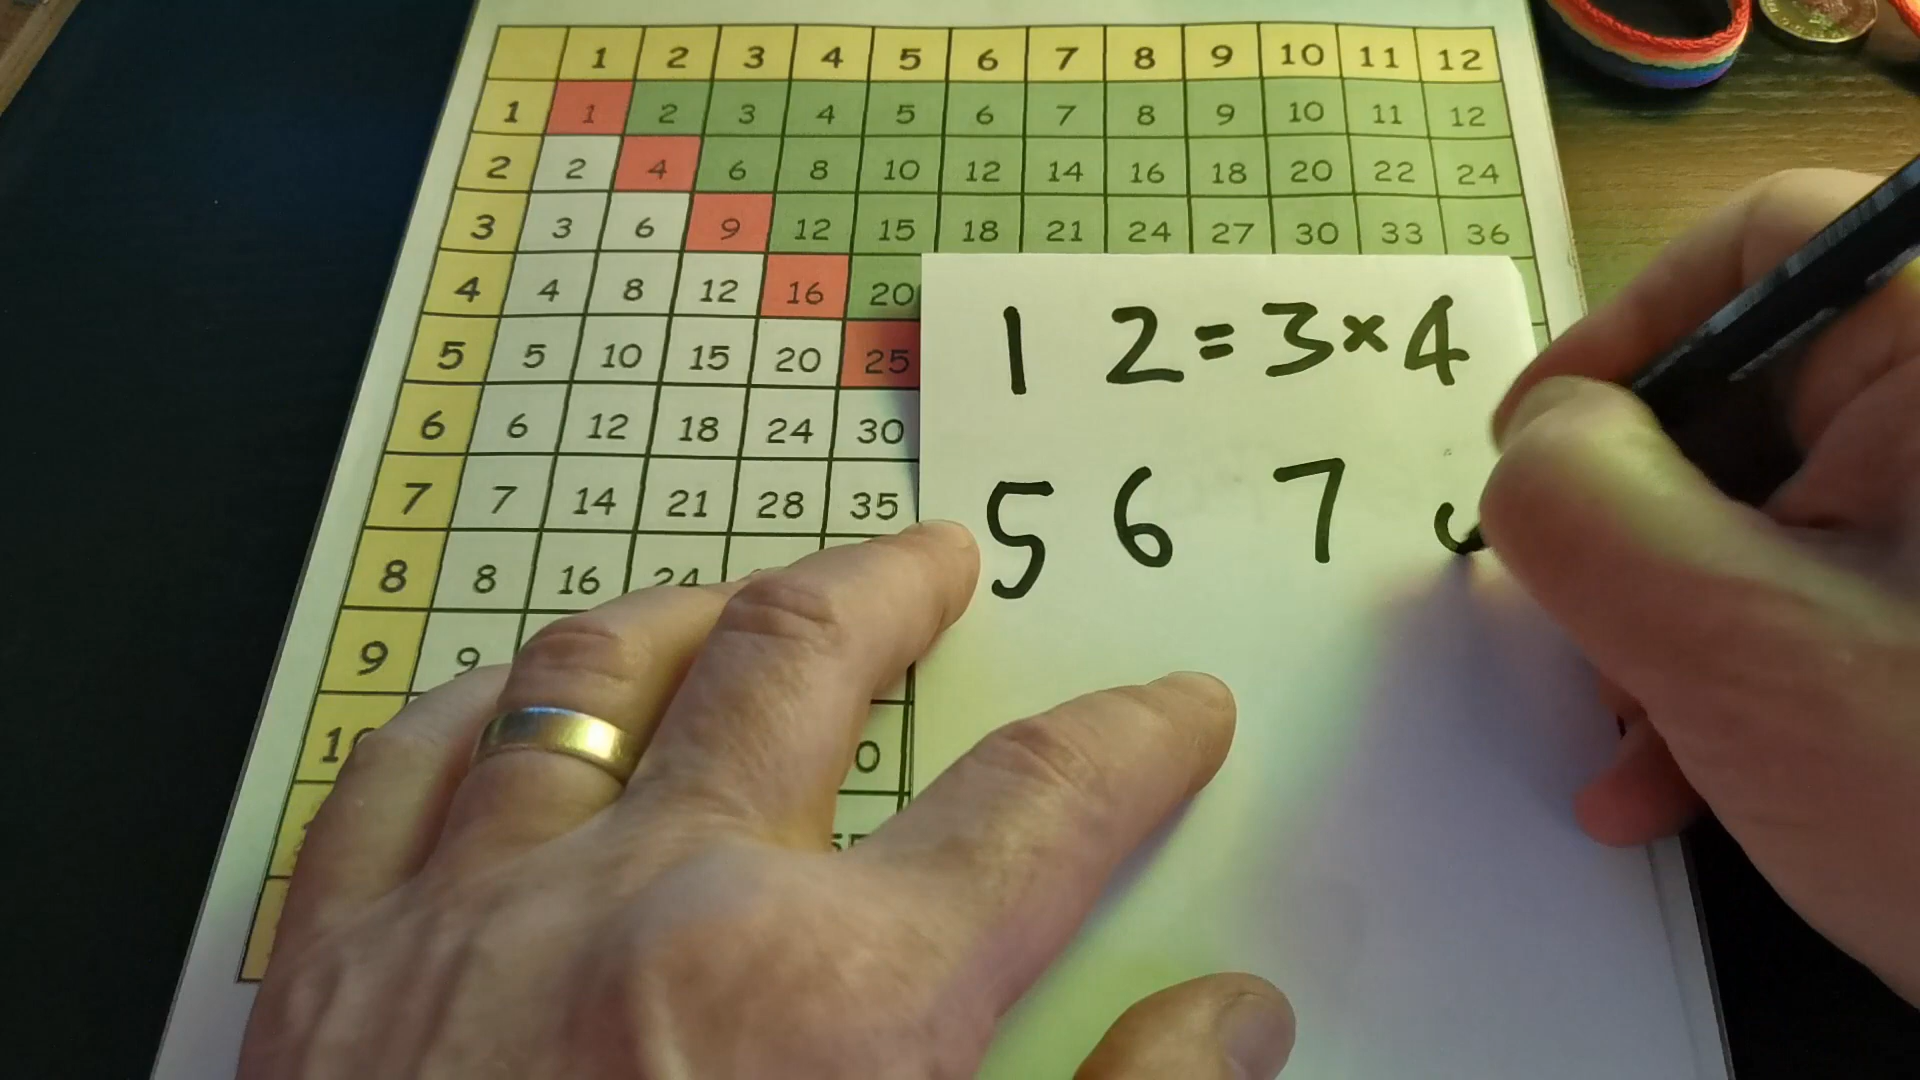 1 2 3 4 5 6 7 8 9 10 11 12
1 1 2 3 4 5 6 7 8 9 10 11 12
2 2 4 6 8 10 12 14 16 18 20 22 24
3 3 6 9 12 15 18 21 24 27 30 33 36
4 4 8 12 16 20
5 5 10 15 20 25
6 6 12 18 24 30
7 7 14 21 28 35
8 8 16 24
9 9
1 2 = 3 × 4
5 6 7